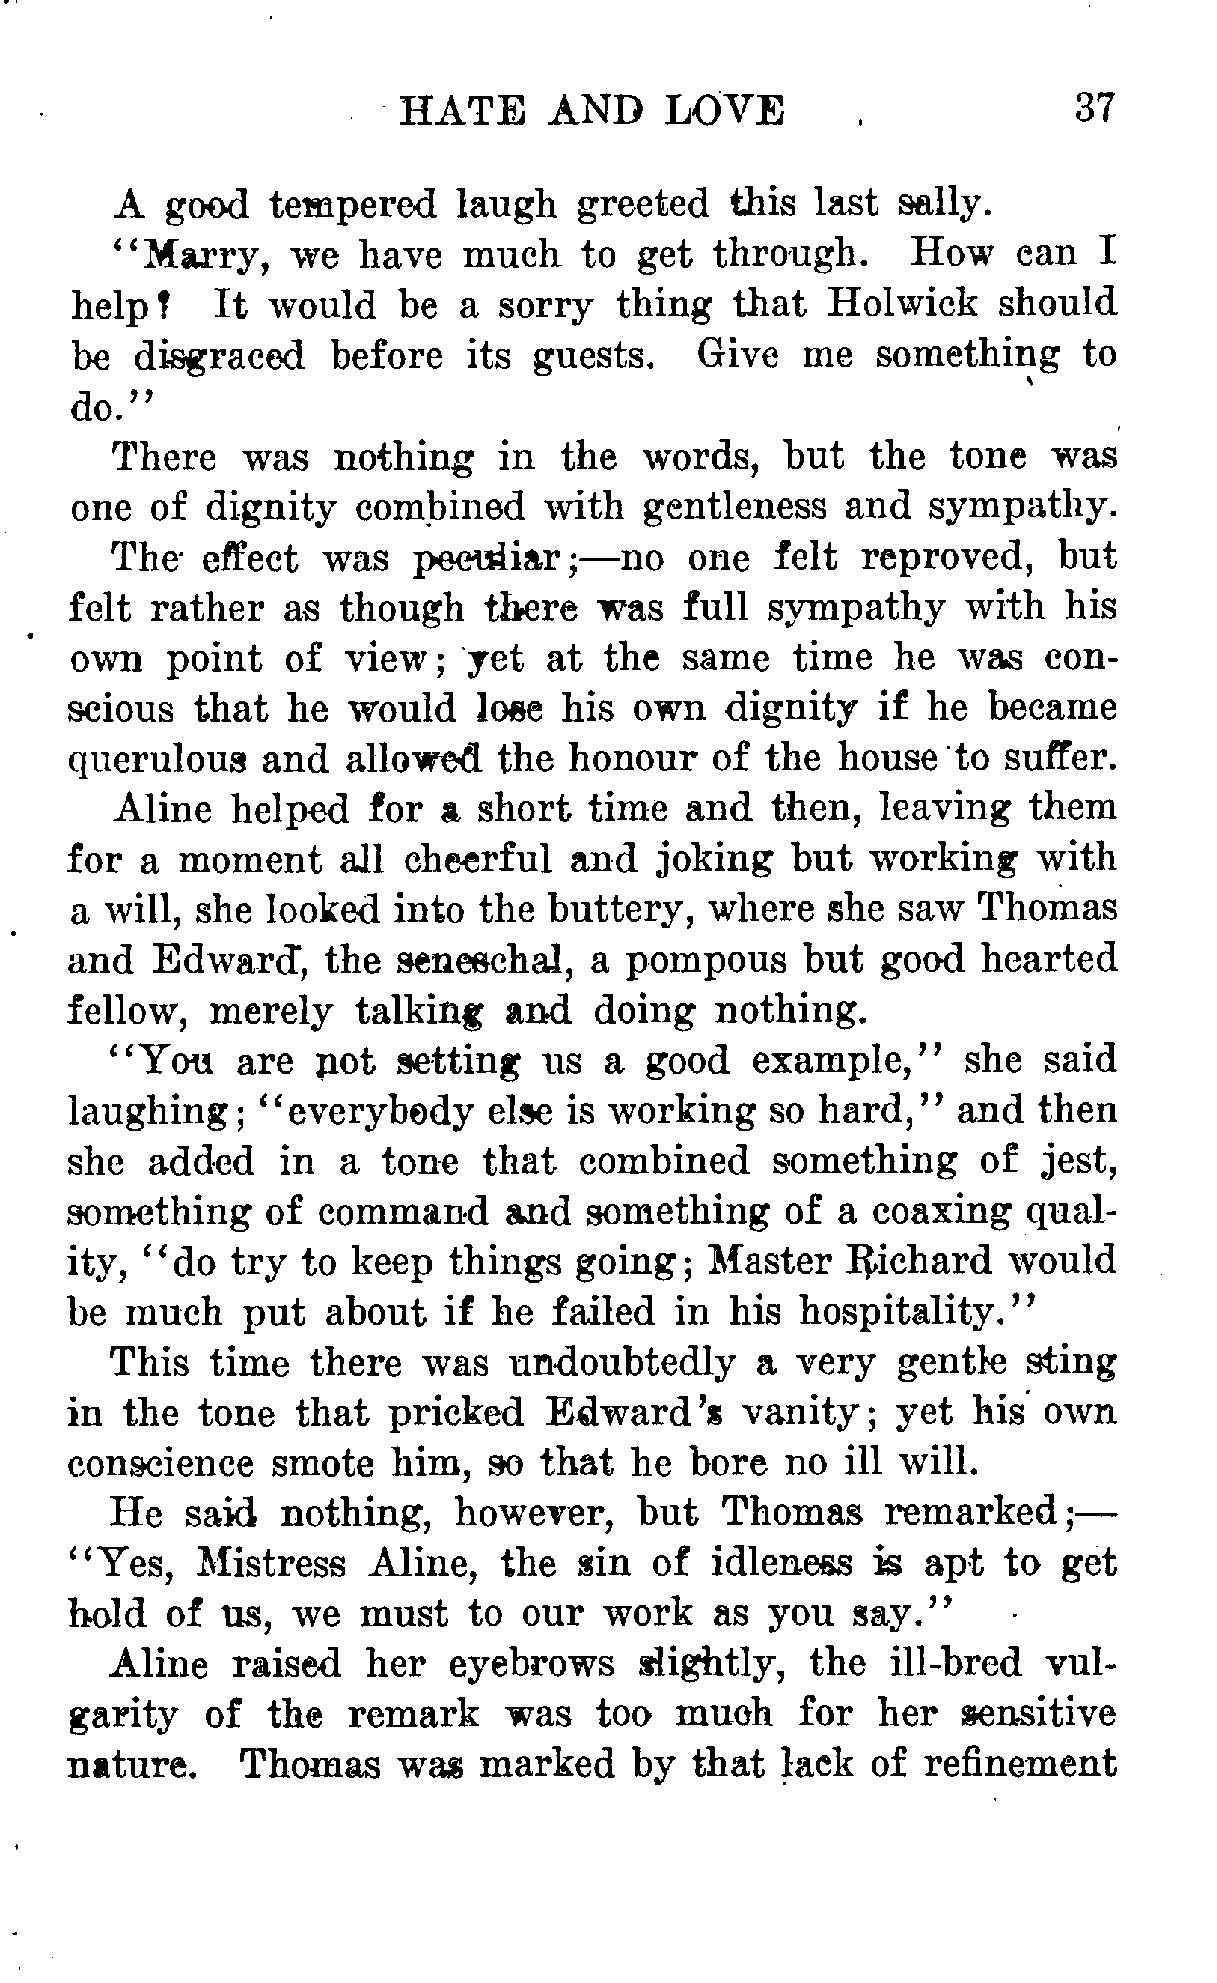 HATE AND LOVE 37
A good tempered laugh greeted this last sally.
"Marry, we have much to get through. How can I
help? It would be a sorry thing that Holwick should
be disgraced before its guests. Give me something to
do."
There was nothing in the words, but the tone was
one of dignity combined with gentleness and sympathy.
The effect was peculiar;—no one felt reproved, but
felt rather as though there was full sympathy with his
own point of view; yet at the same time he was con-
scious that he would lose his own dignity if he became
querulous and allowed the honour of the house to suffer.
Aline helped for a short time and then, leaving them
for a moment all cheerful and joking but working with
a will, she looked into the buttery, where she saw Thomas
and Edward, the seneschal, a pompous but good hearted
fellow, merely talking and doing nothing.
"You are not setting us a good example," she said
laughing; "everybody else is working so hard," and then
she added in a tone that combined something of jest,
something of command and something of a coaxing qual-
ity, "do try to keep things going; Master Richard would
be much put about if he failed in his hospitality."
This time there was undoubtedly a very gentle sting
in the tone that pricked Edward's vanity; yet his own
conscience smote him, so that he bore no ill will.
He said nothing, however, but Thomas remarked;—
"Yes, Mistress Aline, the sin of idleness is apt to get
hold of us, we must to our work as you say."
Aline raised her eyebrows slightly, the ill-bred vul-
garity of the remark was too much for her sensitive
nature. Thomas was marked by that lack of refinement